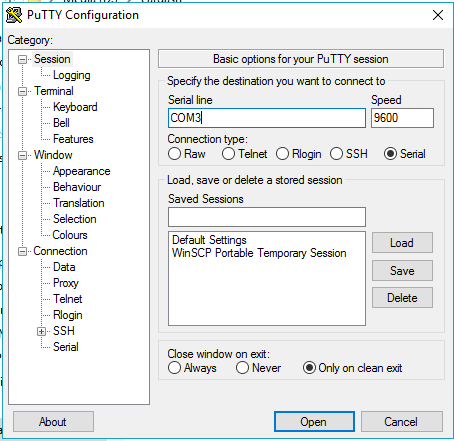 PuTTY Configuration
Category:
Session
Logging
Terminal
Keyboard
Bell
Features
Window
Appearance
Behaviour
Translation
Selection
Colours
Connection
Data
Proxy
Telnet
Rlogin
SSH
Serial
Basic options for your PuTTY session
Specify the destination you want to connect to
Serial line Speed
COM3 9600
Connection type:
Raw Telnet Rlogin SSH Serial
Load, save or delete a stored session
Saved Sessions
Default Settings
WinSCP Portable Temporary Session
Load
Save
Delete
Close window on exit:
Always Never Only on clean exit
About Open Cancel